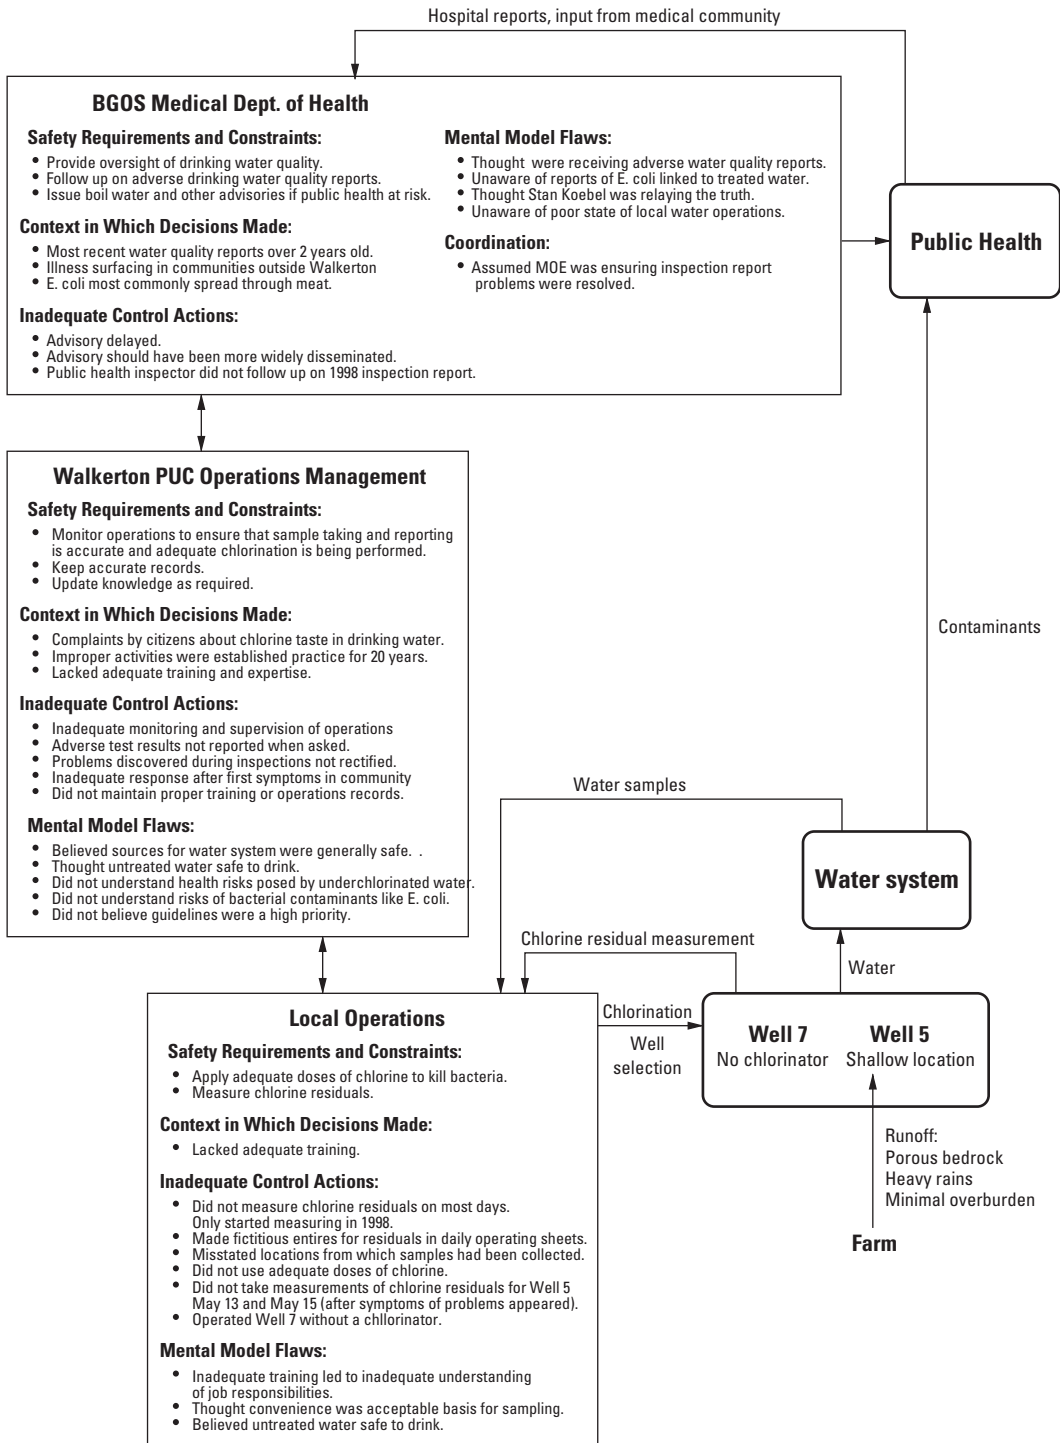 Hospital reports, input from medical community
BGOS Medical Dept. of Health
Safety Requirements and Constraints:
• Provide oversight of drinking water quality.
• Follow up on adverse drinking water quality reports.
• Issue boil water and other advisories if public health at risk.
Context in Which Decisions Made:
• Most recent water quality reports over 2 years old.
• Illness surfacing in communities outside Walkerton
• E. coli most commonly spread through meat.
Inadequate Control Actions:
• Advisory delayed.
• Advisory should have been more widely disseminated.
• Public health inspector did not follow up on 1998 inspection report.
Mental Model Flaws:
• Thought were receiving adverse water quality reports.
• Unaware of reports of E. coli linked to treated water.
• Thought Stan Koebel was relaying the truth.
• Unaware of poor state of local water operations.
Coordination:
• Assumed MOE was ensuring inspection report
problems were resolved.
Public Health
Walkerton PUC Operations Management
Safety Requirements and Constraints:
• Monitor operations to ensure that sample taking and reporting
is accurate and adequate chlorination is being performed.
• Keep accurate records.
• Update knowledge as required.
Context in Which Decisions Made:
• Complaints by citizens about chlorine taste in drinking water.
• Improper activities were established practice for 20 years.
• Lacked adequate training and expertise.
Inadequate Control Actions:
• Inadequate monitoring and supervision of operations
• Adverse test results not reported when asked.
• Problems discovered during inspections not rectified.
• Inadequate response after first symptoms in community
• Did not maintain proper training or operations records.
Mental Model Flaws:
• Believed sources for water system were generally safe. .
• Thought untreated water safe to drink.
• Did not understand health risks posed by underchlorinated water.
• Did not understand risks of bacterial contaminants like E. coli.
• Did not believe guidelines were a high priority.
Contaminants
Water samples
Water system
Chlorine residual measurement
Water
Local Operations
Safety Requirements and Constraints:
• Apply adequate doses of chlorine to kill bacteria.
• Measure chlorine residuals.
Context in Which Decisions Made:
• Lacked adequate training.
Inadequate Control Actions:
• Did not measure chlorine residuals on most days.
Only started measuring in 1998.
• Made fictitious entires for residuals in daily operating sheets.
• Misstated locations from which samples had been collected.
• Did not use adequate doses of chlorine.
• Did not take measurements of chlorine residuals for Well 5
May 13 and May 15 (after symptoms of problems appeared).
• Operated Well 7 without a chllorinator.
Mental Model Flaws:
• Inadequate training led to inadequate understanding
of job responsibilities.
• Thought convenience was acceptable basis for sampling.
• Believed untreated water safe to drink.
Chlorination
Well
selection
Well 7
No chlorinator
Well 5
Shallow location
Runoff:
Porous bedrock
Heavy rains
Minimal overburden
Farm